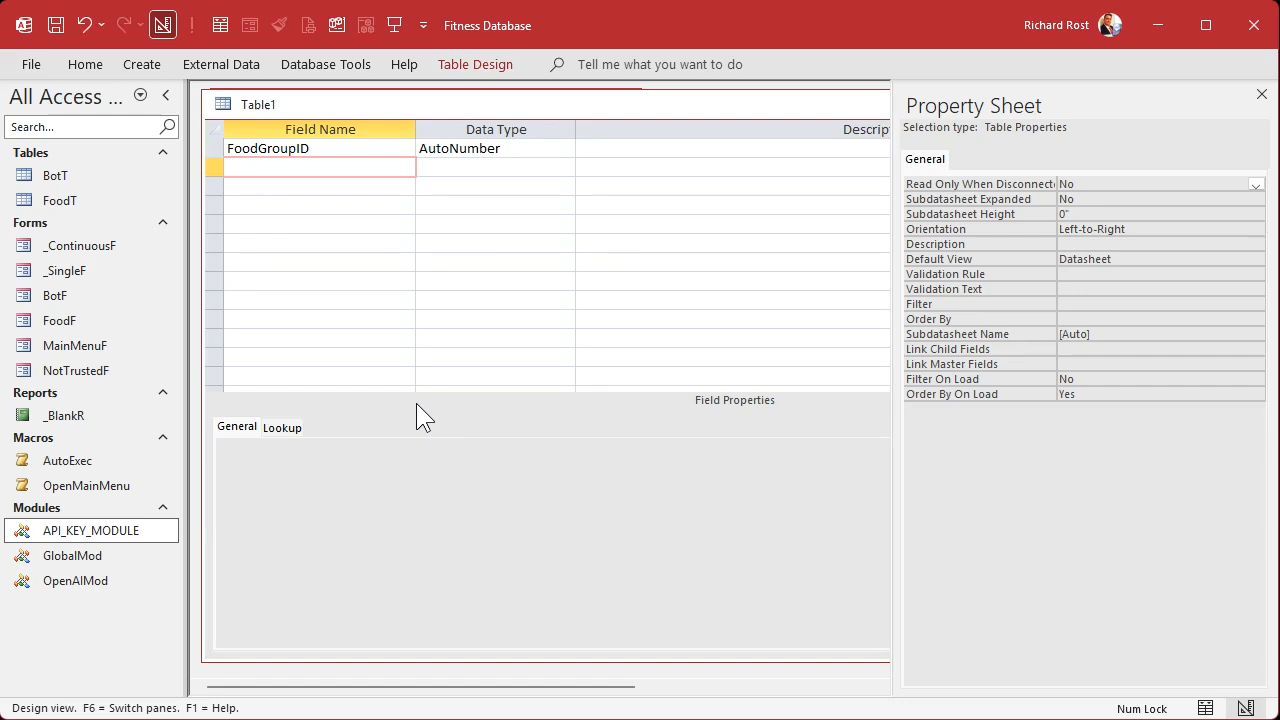 Fitness Database
Richard Rost
File Home Create External Data Database Tools Help Table Design Tell me what you want to do
All Access ...
Search...
Tables
BotT
FoodT
Forms
_ContinuousF
_SingleF
BotF
FoodF
MainMenuF
NotTrustedF
Reports
_BlankR
Macros
AutoExec
OpenMainMenu
Modules
API_KEY_MODULE
GlobalMod
OpenAIMod
Table1
Field Name Data Type Descrip
FoodGroupID AutoNumber
Field Properties
General Lookup
Property Sheet
Selection type: Table Properties
General
Read Only When Disconnect No
Subdatasheet Expanded No
Subdatasheet Height 0"
Orientation Left-to-Right
Description
Default View Datasheet
Validation Rule
Validation Text
Filter
Order By
Subdatasheet Name [Auto]
Link Child Fields
Link Master Fields
Filter On Load No
Order By On Load Yes
Design view. F6 = Switch panes. F1 = Help.
Num Lock